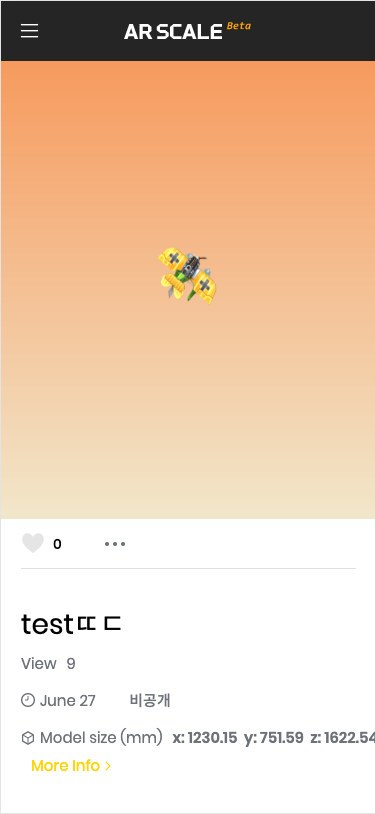 AR SCALE Beta
0
testㄸ ㄷ
View 9
June 27 비공개
Model size (mm) x: 1230.15 y: 751.59 z: 1622.54
More Info >